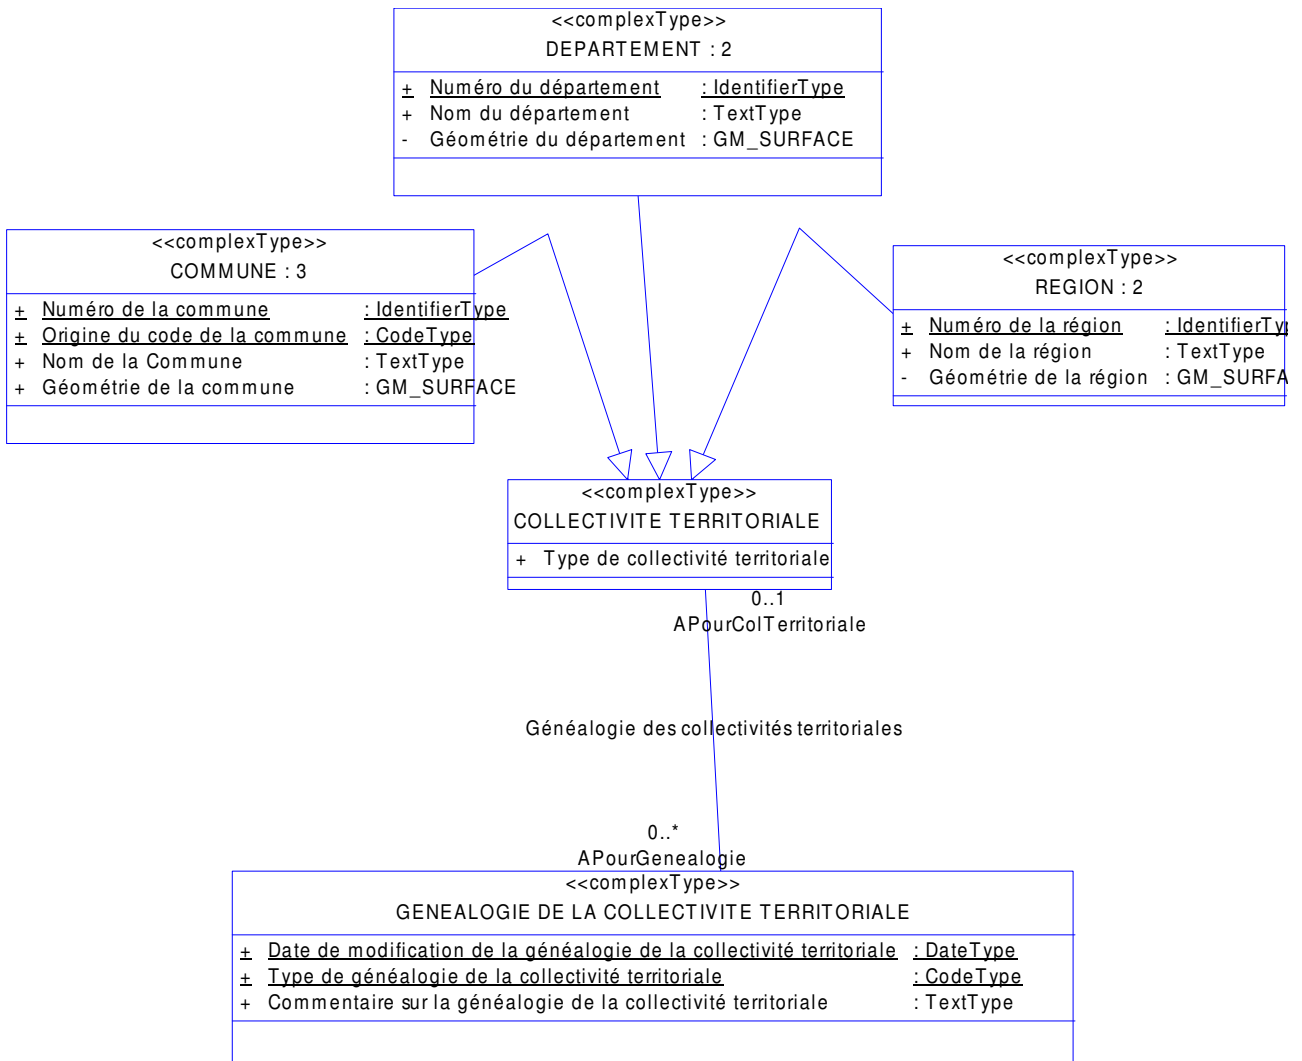 <<complexType>>
DEPARTEMENT : 2
+ Numéro du département : IdentifierType
+ Nom du département : TextType
- Géométrie du département : GM_SURFACE
<<complexType>>
COMMUNE : 3
+ Numéro de la commune : IdentifierType
+ Origine du code de la commune : CodeType
+ Nom de la Commune : TextType
+ Géométrie de la commune : GM_SURFACE
<<complexType>>
REGION : 2
+ Numéro de la région : IdentifierTyp
+ Nom de la région : TextType
- Géométrie de la région : GM_SURFA
<<complexType>>
COLLECTIVITE TERRITORIALE
+ Type de collectivité territoriale
0..1
APourColTerritoriale
Généalogie des collectivités territoriales
0..*
APourGenealogie
<<complexType>>
GENEALOGIE DE LA COLLECTIVITE TERRITORIALE
+ Date de modification de la généalogie de la collectivité territoriale : DateType
+ Type de généalogie de la collectivité territoriale : CodeType
+ Commentaire sur la généalogie de la collectivité territoriale : TextType